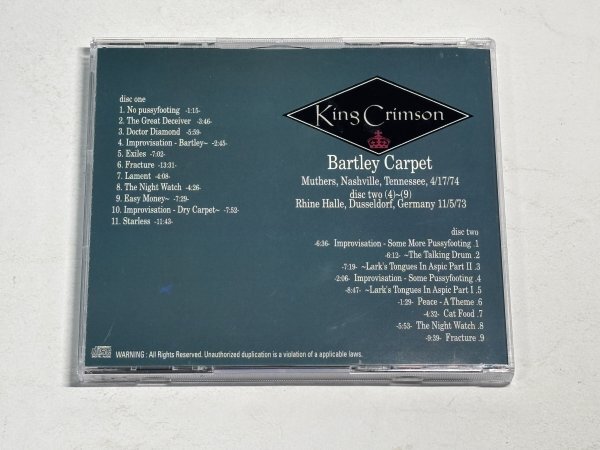 disc one
1. No pussyfooting -1:15-
2. The Great Deceiver -3:46-
3. Doctor Diamond -5:59-
4. Improvisation - Bartley~ -2:45-
5. Exiles -7:02-
6. Fracture -13:31-
7. Lament -4:08-
8. The Night Watch -4:26-
9. Easy Money~ -7:29-
10. Improvisation - Dry Carpet~ -7:52-
11. Starless -11:43-
King Crimson
Bartley Carpet
Muthers, Nashville, Tennessee, 4/17/74
disc two (4)~(9)
Rhine Halle, Dusseldorf, Germany 11/5/73
disc two
-6:36- Improvisation - Some More Pussyfooting .1
-6:12- ~The Talking Drum .2
-7:19- ~Lark's Tongues In Aspic Part II .3
-2:06- Improvisation - Some Pussyfooting .4
-8:47- ~Lark's Tongues In Aspic Part I .5
-1:29- Peace - A Theme .6
-4:32- Cat Food .7
-5:53- The Night Watch .8
-9:39- Fracture .9
WARNING : All Rights Reserved. Unauthorized duplication is a violation of applicable laws.